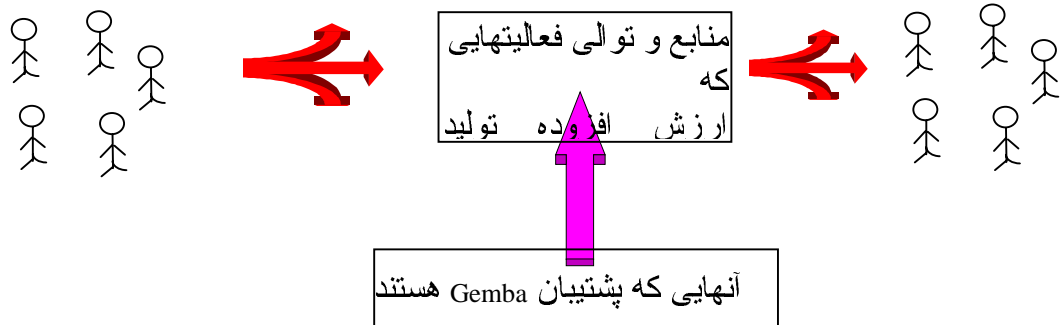 منابع و توالی فعالیتهایی
که
ارزش افزوده تولید
آنهایی که پشتیبان Gemba هستند